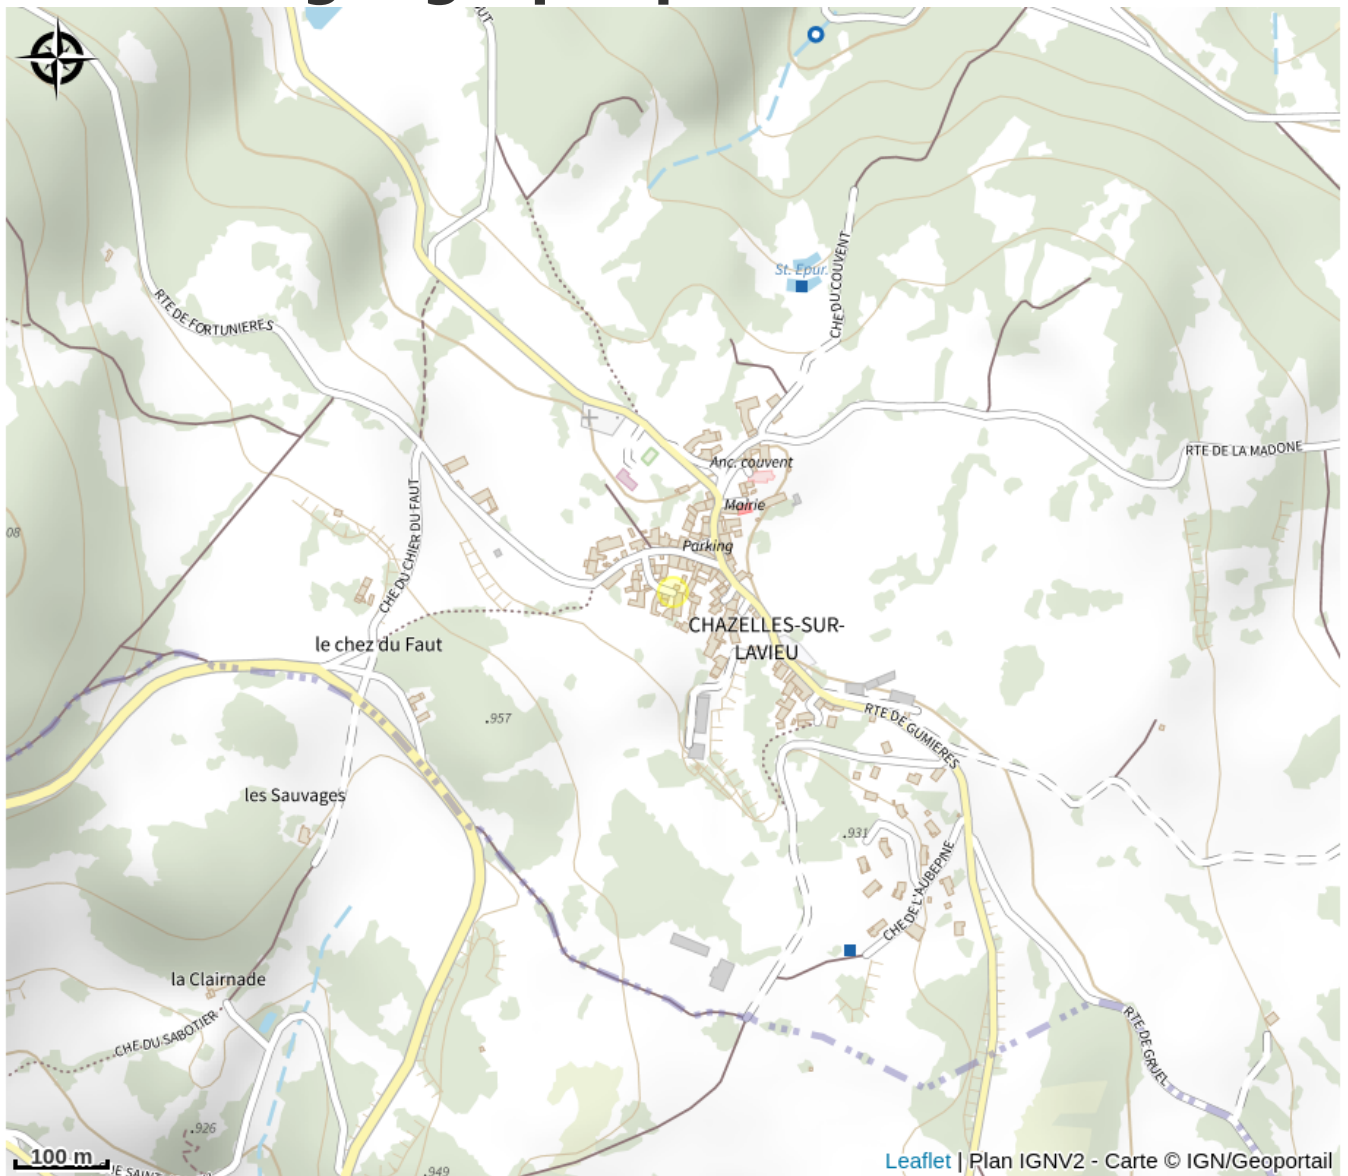 RTE DE FORTUNIERES
St. Epur.
CHE DU COUVENT
RTE DE LA MADONE
Anc. couvent
Mairie
Parking
CHE DU CHIER DU FAUT
CHAZELLES-SUR-
LAVIEU
le chez du Faut
.957
RTE DE GUMIERES
les Sauvages
.931
CHE DE L'AUBEPINE
la Clairnade
CHE DU SABOTIER
RTE DE GRUEL
.926
.949
100 m
Leaflet | Plan IGNV2 - Carte © IGN/Geoportail